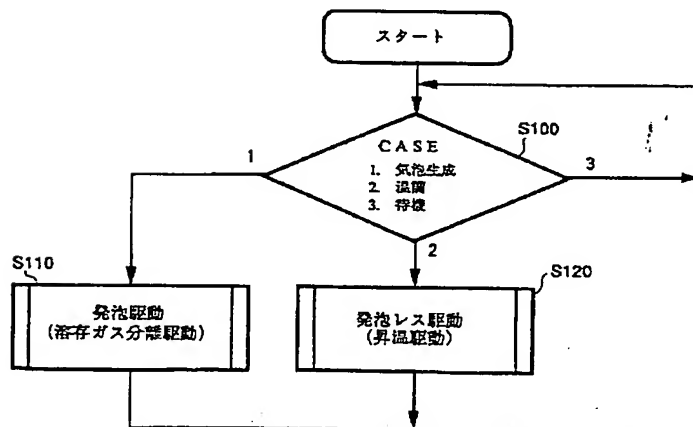 スタート
S100
CASE
1. 気泡生成
2. 温調
3. 待機
1
3
2
S110
発泡駆動
(溶存ガス分離駆動)
S120
発泡レス駆動
(昇温駆動)